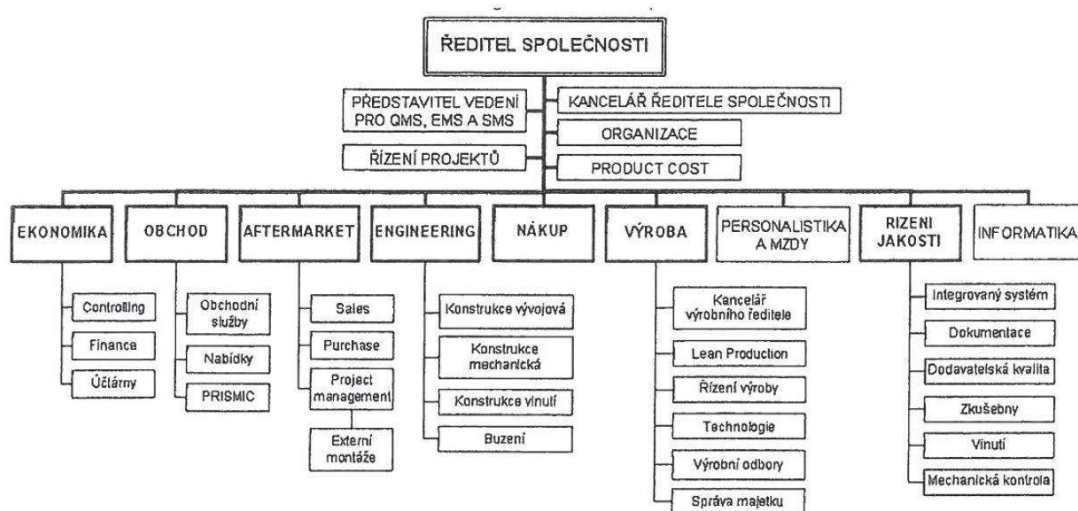 ŘEDITEL SPOLEČNOSTI
PŘEDSTAVITEL VEDENÍ
PRO QMS, EMS A SMS
KANCELÁŘ ŘEDITELE SPOLEČNOSTI
ORGANIZACE
ŘÍZENÍ PROJEKTŮ
PRODUCT COST
EKONOMIKA
OBCHOD
AFTERMARKET
ENGINEERING
NÁKUP
VÝROBA
PERSONALISTIKA
A MZDY
RIZENI
JAKOSTI
INFORMATIKA
Controlling
Finance
Účtárny
Obchodní
služby
Nabídky
PRISMIC
Sales
Purchase
Project
management
Externí
montáže
Konstrukce vývojová
Konstrukce
mechanická
Konstrukce vinutí
Buzení
Kancelář
výrobního ředitele
Lean Production
Řízení výroby
Technologie
Výrobní odbory
Správa majetku
Integrovaný systém
Dokumentace
Dodavatelská kvalita
Zkušebny
Vinutí
Mechanická kontrola